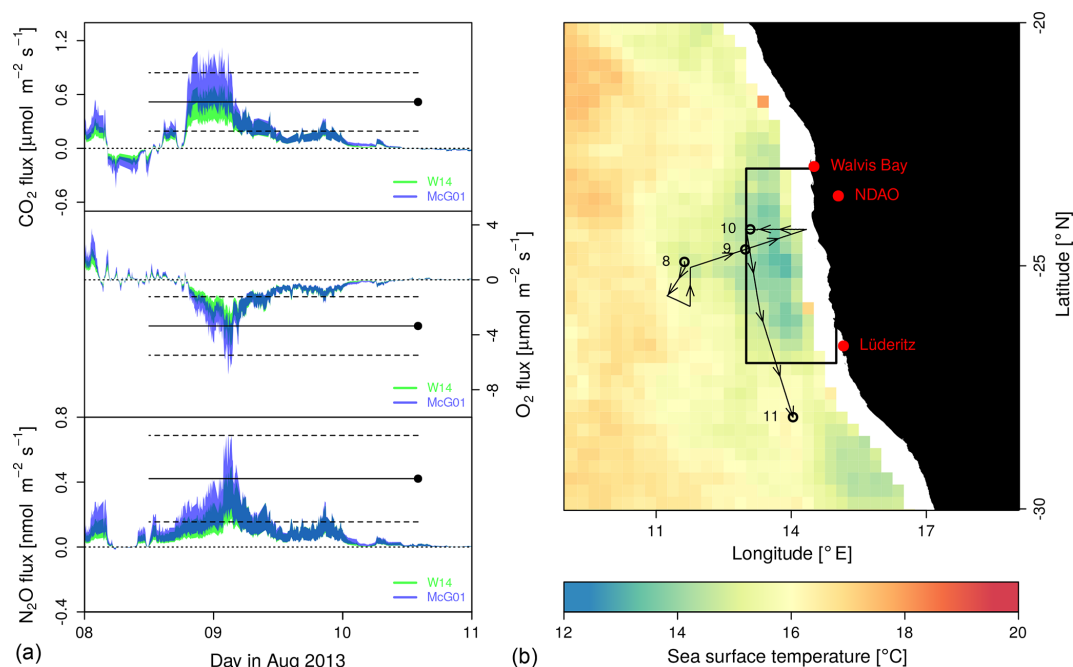 CO₂ flux [µmol m⁻² s⁻¹]
1.2
0.6
0.0
-0.6
W14
McG01
O₂ flux [µmol m⁻² s⁻¹]
4
0
-4
-8
W14
McG01
N₂O flux [nmol m⁻² s⁻¹]
0.8
0.4
0.0
-0.4
W14
McG01
08 09 10 11
(a)
Day in Aug 2013
-20
-25
-30
Latitude [° N]
Walvis Bay
NDAO
Lüderitz
8
9
10
11
11 14 17
Longitude [° E]
12 14 16 18 20
(b)
Sea surface temperature [°C]